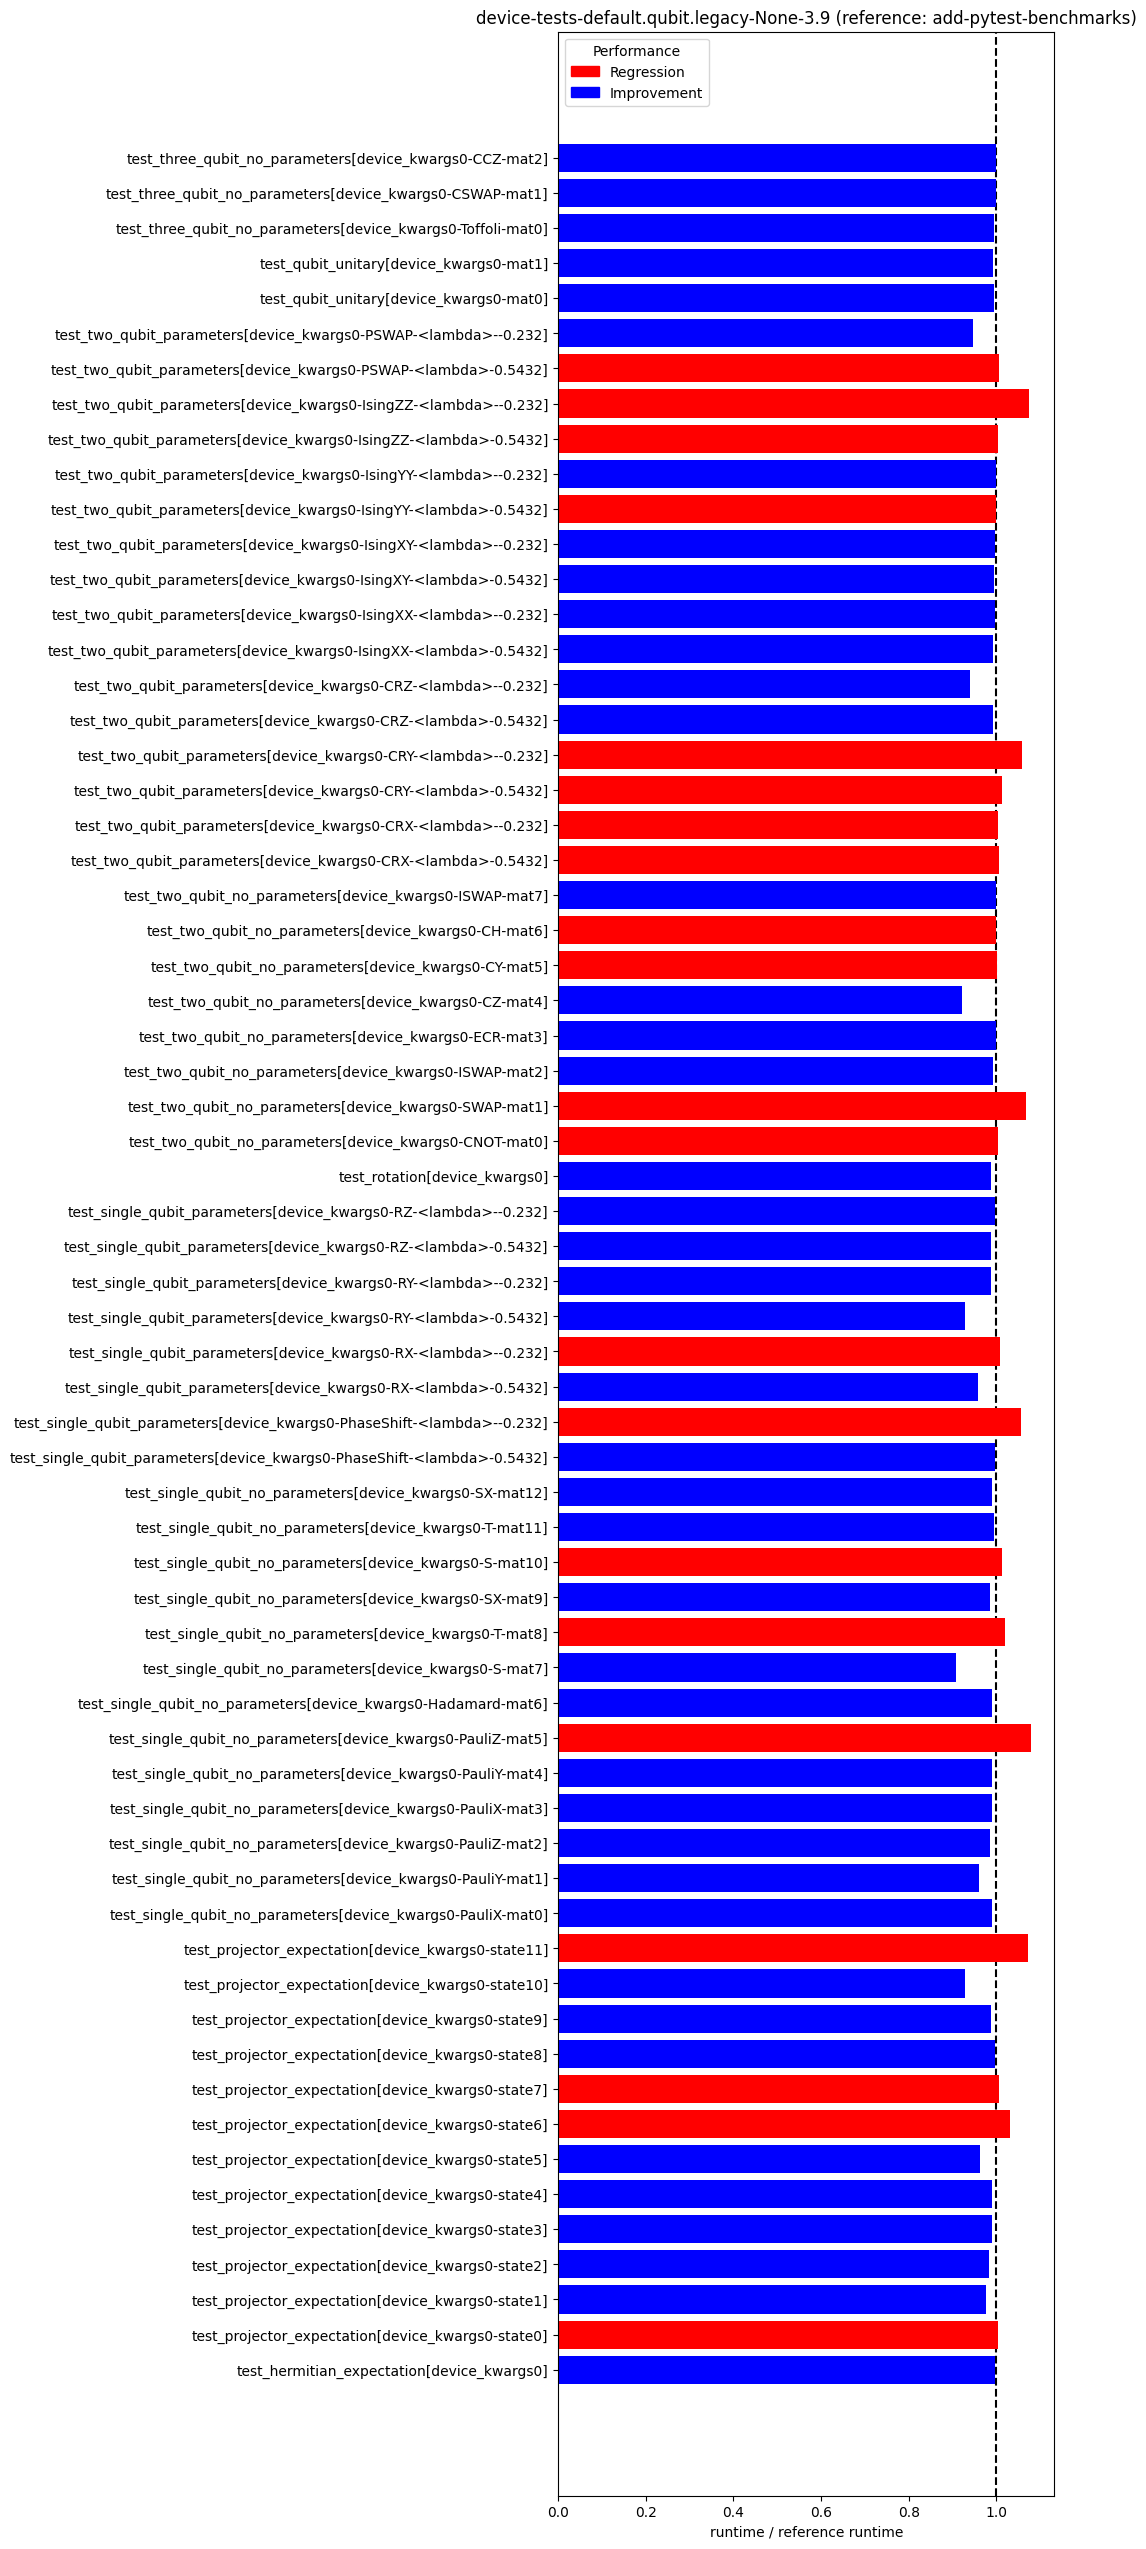 device-tests-default.qubit.legacy-None-3.9 (reference: add-pytest-benchmarks)
Performance
Regression
Improvement
test_three_qubit_no_parameters[device_kwargs0-CCZ-mat2]
test_three_qubit_no_parameters[device_kwargs0-CSWAP-mat1]
test_three_qubit_no_parameters[device_kwargs0-Toffoli-mat0]
test_qubit_unitary[device_kwargs0-mat1]
test_qubit_unitary[device_kwargs0-mat0]
test_two_qubit_parameters[device_kwargs0-PSWAP-<lambda>--0.232]
test_two_qubit_parameters[device_kwargs0-PSWAP-<lambda>-0.5432]
test_two_qubit_parameters[device_kwargs0-IsingZZ-<lambda>--0.232]
test_two_qubit_parameters[device_kwargs0-IsingZZ-<lambda>-0.5432]
test_two_qubit_parameters[device_kwargs0-IsingYY-<lambda>--0.232]
test_two_qubit_parameters[device_kwargs0-IsingYY-<lambda>-0.5432]
test_two_qubit_parameters[device_kwargs0-IsingXY-<lambda>--0.232]
test_two_qubit_parameters[device_kwargs0-IsingXY-<lambda>-0.5432]
test_two_qubit_parameters[device_kwargs0-IsingXX-<lambda>--0.232]
test_two_qubit_parameters[device_kwargs0-IsingXX-<lambda>-0.5432]
test_two_qubit_parameters[device_kwargs0-CRZ-<lambda>--0.232]
test_two_qubit_parameters[device_kwargs0-CRZ-<lambda>-0.5432]
test_two_qubit_parameters[device_kwargs0-CRY-<lambda>--0.232]
test_two_qubit_parameters[device_kwargs0-CRY-<lambda>-0.5432]
test_two_qubit_parameters[device_kwargs0-CRX-<lambda>--0.232]
test_two_qubit_parameters[device_kwargs0-CRX-<lambda>-0.5432]
test_two_qubit_no_parameters[device_kwargs0-ISWAP-mat7]
test_two_qubit_no_parameters[device_kwargs0-CH-mat6]
test_two_qubit_no_parameters[device_kwargs0-CY-mat5]
test_two_qubit_no_parameters[device_kwargs0-CZ-mat4]
test_two_qubit_no_parameters[device_kwargs0-ECR-mat3]
test_two_qubit_no_parameters[device_kwargs0-ISWAP-mat2]
test_two_qubit_no_parameters[device_kwargs0-SWAP-mat1]
test_two_qubit_no_parameters[device_kwargs0-CNOT-mat0]
test_rotation[device_kwargs0]
test_single_qubit_parameters[device_kwargs0-RZ-<lambda>--0.232]
test_single_qubit_parameters[device_kwargs0-RZ-<lambda>-0.5432]
test_single_qubit_parameters[device_kwargs0-RY-<lambda>--0.232]
test_single_qubit_parameters[device_kwargs0-RY-<lambda>-0.5432]
test_single_qubit_parameters[device_kwargs0-RX-<lambda>--0.232]
test_single_qubit_parameters[device_kwargs0-RX-<lambda>-0.5432]
test_single_qubit_parameters[device_kwargs0-PhaseShift-<lambda>--0.232]
test_single_qubit_parameters[device_kwargs0-PhaseShift-<lambda>-0.5432]
test_single_qubit_no_parameters[device_kwargs0-SX-mat12]
test_single_qubit_no_parameters[device_kwargs0-T-mat11]
test_single_qubit_no_parameters[device_kwargs0-S-mat10]
test_single_qubit_no_parameters[device_kwargs0-SX-mat9]
test_single_qubit_no_parameters[device_kwargs0-T-mat8]
test_single_qubit_no_parameters[device_kwargs0-S-mat7]
test_single_qubit_no_parameters[device_kwargs0-Hadamard-mat6]
test_single_qubit_no_parameters[device_kwargs0-PauliZ-mat5]
test_single_qubit_no_parameters[device_kwargs0-PauliY-mat4]
test_single_qubit_no_parameters[device_kwargs0-PauliX-mat3]
test_single_qubit_no_parameters[device_kwargs0-PauliZ-mat2]
test_single_qubit_no_parameters[device_kwargs0-PauliY-mat1]
test_single_qubit_no_parameters[device_kwargs0-PauliX-mat0]
test_projector_expectation[device_kwargs0-state11]
test_projector_expectation[device_kwargs0-state10]
test_projector_expectation[device_kwargs0-state9]
test_projector_expectation[device_kwargs0-state8]
test_projector_expectation[device_kwargs0-state7]
test_projector_expectation[device_kwargs0-state6]
test_projector_expectation[device_kwargs0-state5]
test_projector_expectation[device_kwargs0-state4]
test_projector_expectation[device_kwargs0-state3]
test_projector_expectation[device_kwargs0-state2]
test_projector_expectation[device_kwargs0-state1]
test_projector_expectation[device_kwargs0-state0]
test_hermitian_expectation[device_kwargs0]
0.0 0.2 0.4 0.6 0.8 1.0
runtime / reference runtime